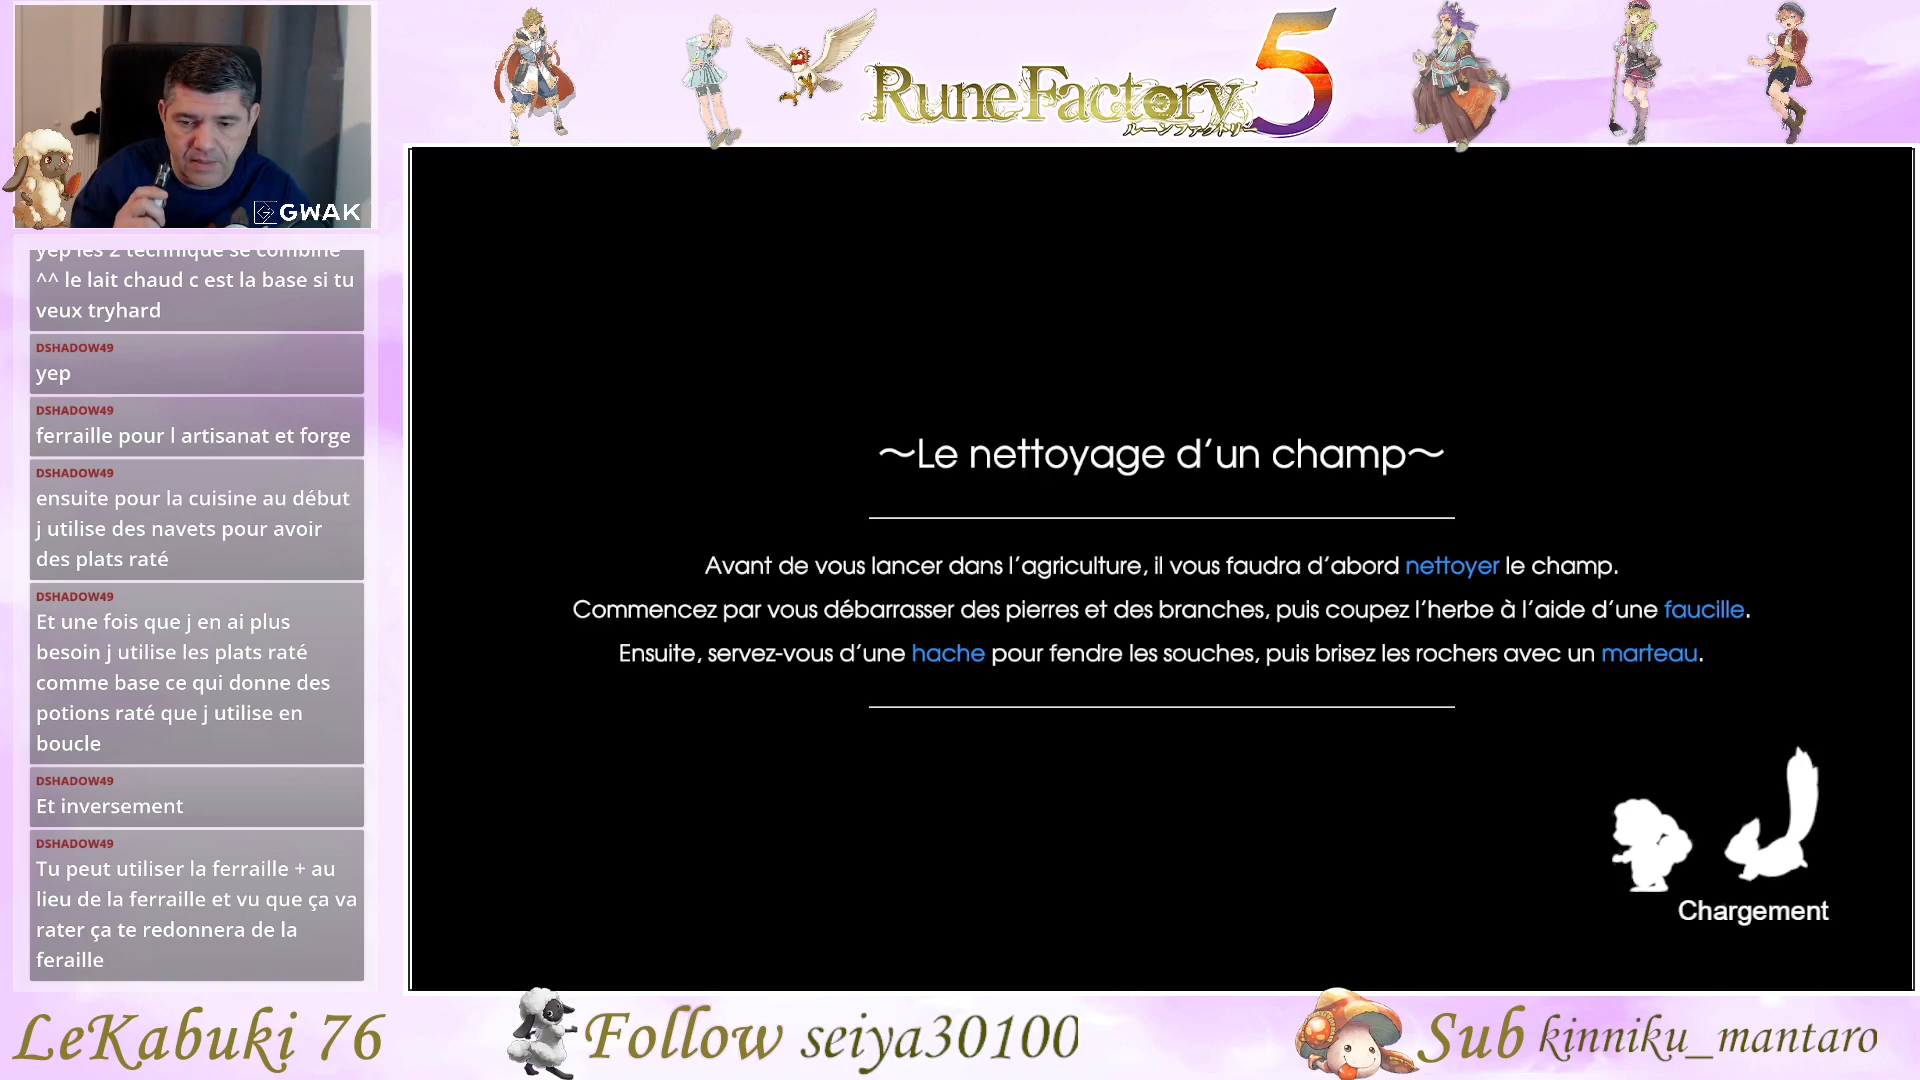 GWAK
RuneFactory 5
ルーンファクトリー
yep les 2 technique se combine
^^ le lait chaud c est la base si tu
veux tryhard
DSHADOW49
yep
DSHADOW49
ferraille pour l artisanat et forge
DSHADOW49
ensuite pour la cuisine au début
j utilise des navets pour avoir
des plats raté
DSHADOW49
Et une fois que j en ai plus
besoin j utilise les plats raté
comme base ce qui donne des
potions raté que j utilise en
boucle
DSHADOW49
Et inversement
DSHADOW49
Tu peut utiliser la ferraille + au
lieu de la ferraille et vu que ça va
rater ça te redonnera de la
feraille
～Le nettoyage d'un champ～
Avant de vous lancer dans l'agriculture, il vous faudra d'abord nettoyer le champ.
Commencez par vous débarrasser des pierres et des branches, puis coupez l'herbe à l'aide d'une faucille.
Ensuite, servez-vous d'une hache pour fendre les souches, puis brisez les rochers avec un marteau.
Chargement
LeKabuki 76
Follow seiya30100
Sub kinniku_mantaro